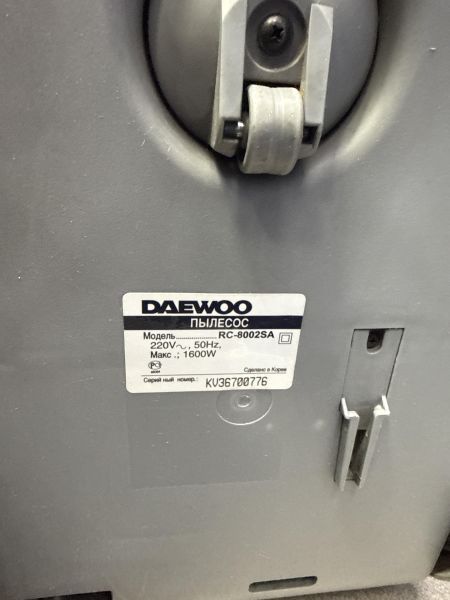 DAEWOO
ПЫЛЕСОС
Модель..................RC-8002SA
220V~, 50Hz,
Макс .; 1600W
Сделано в Корее
Серийный номер.: KV36700776